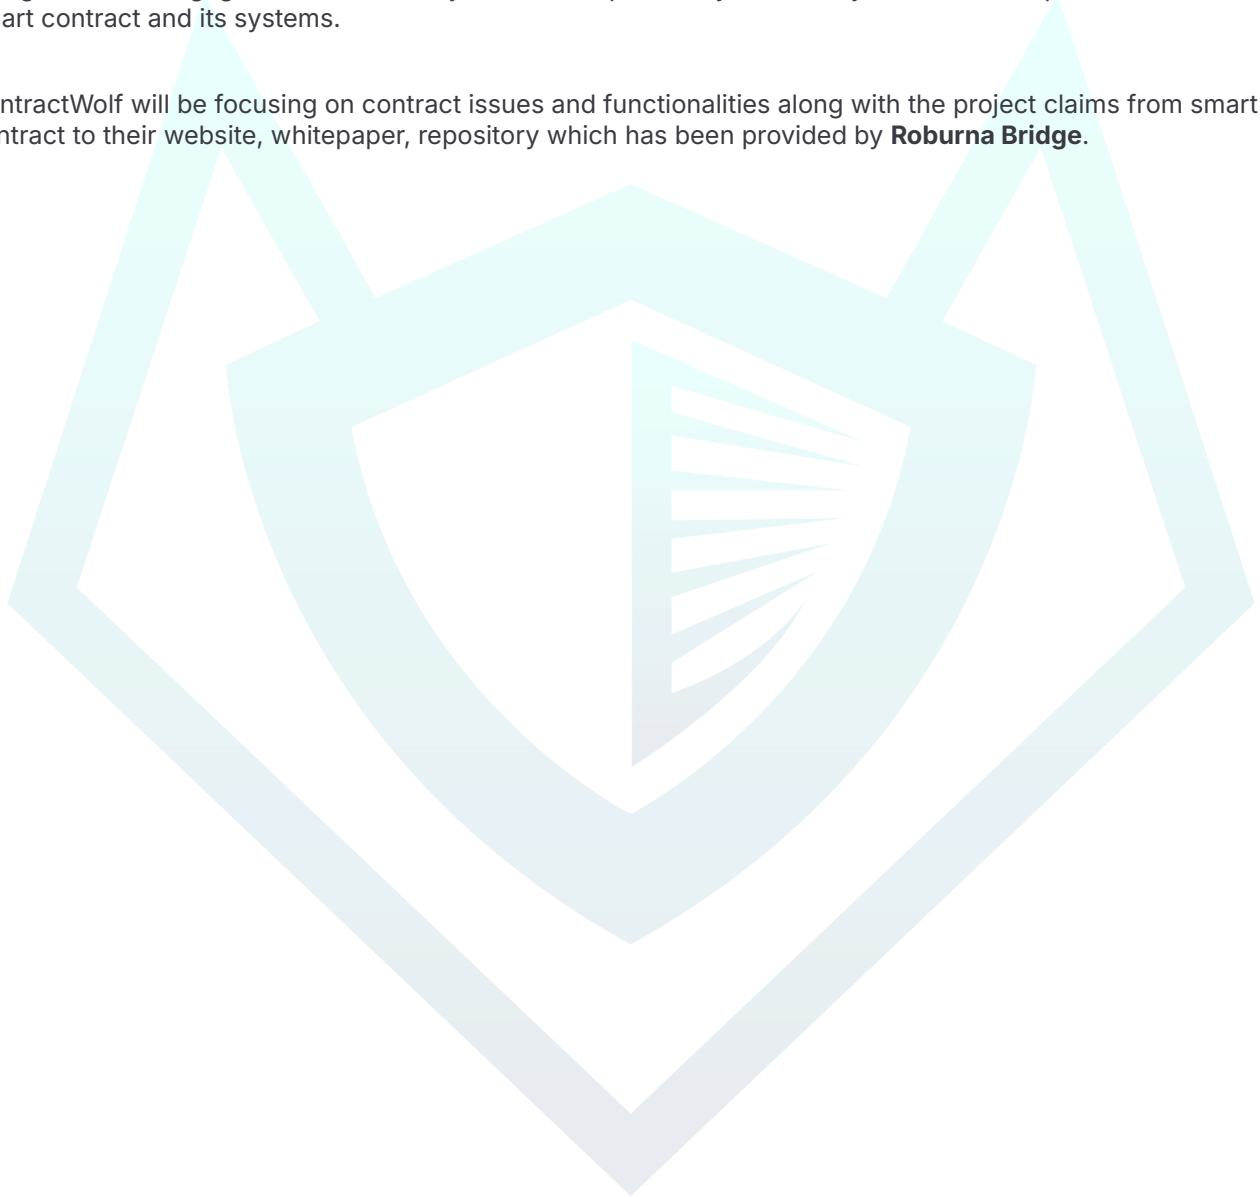 art contract and its systems.
ntractWolf will be focusing on contract issues and functionalities along with the project claims from smart
ntract to their website, whitepaper, repository which has been provided by Roburna Bridge.